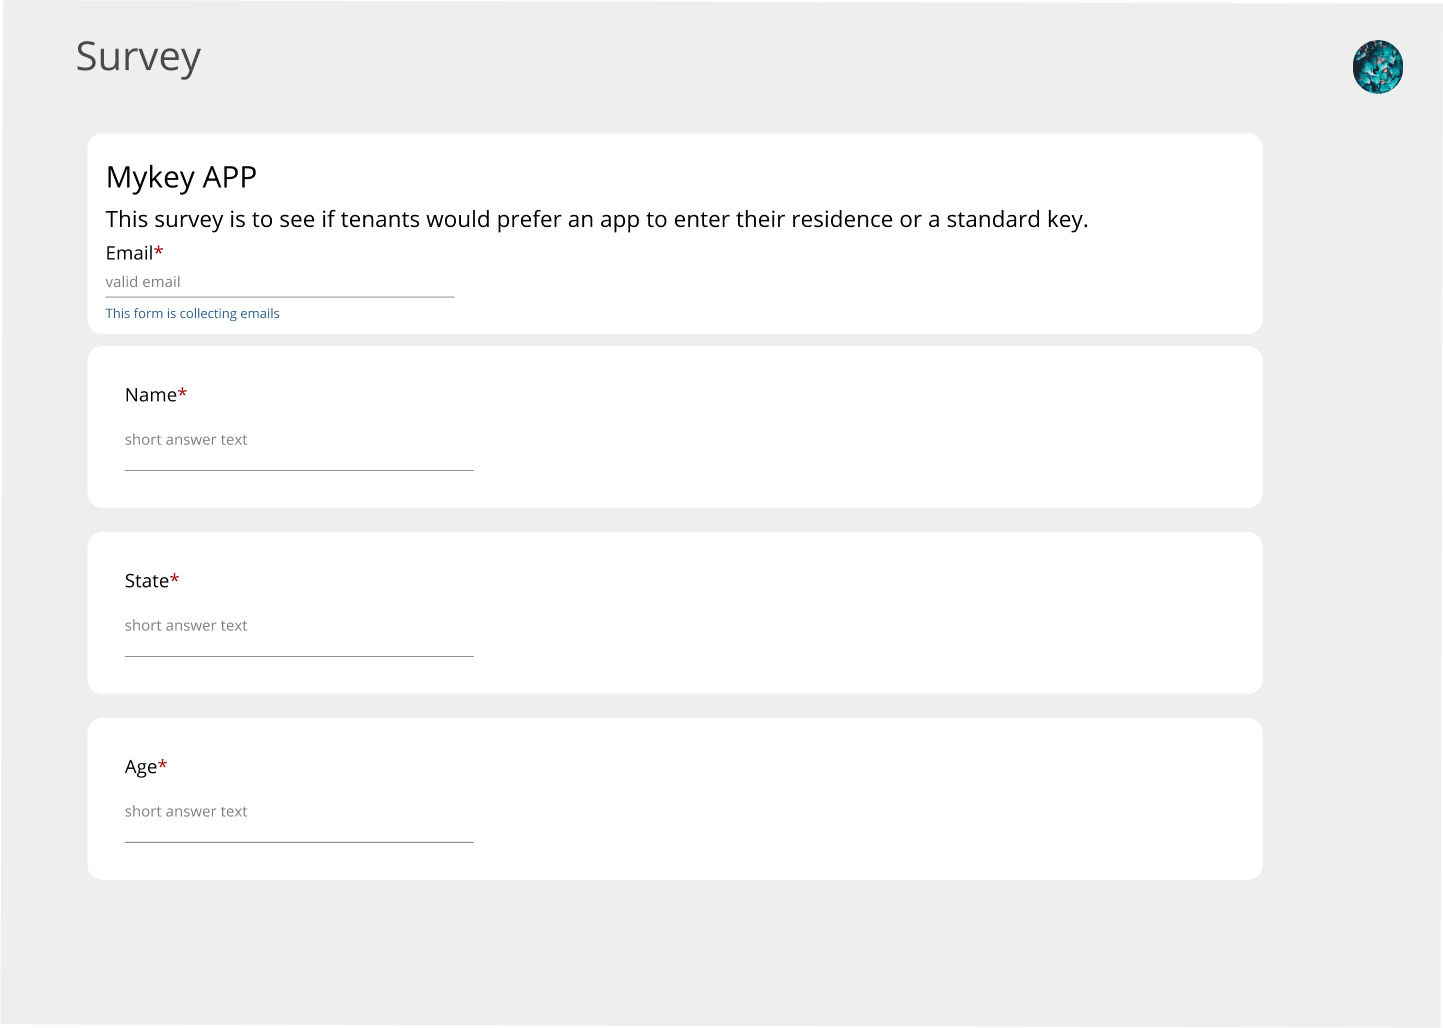 Survey
Mykey APP
This survey is to see if tenants would prefer an app to enter their residence or a standard key.
Email*
valid email
This form is collecting emails
Name*
short answer text
State*
short answer text
Age*
short answer text